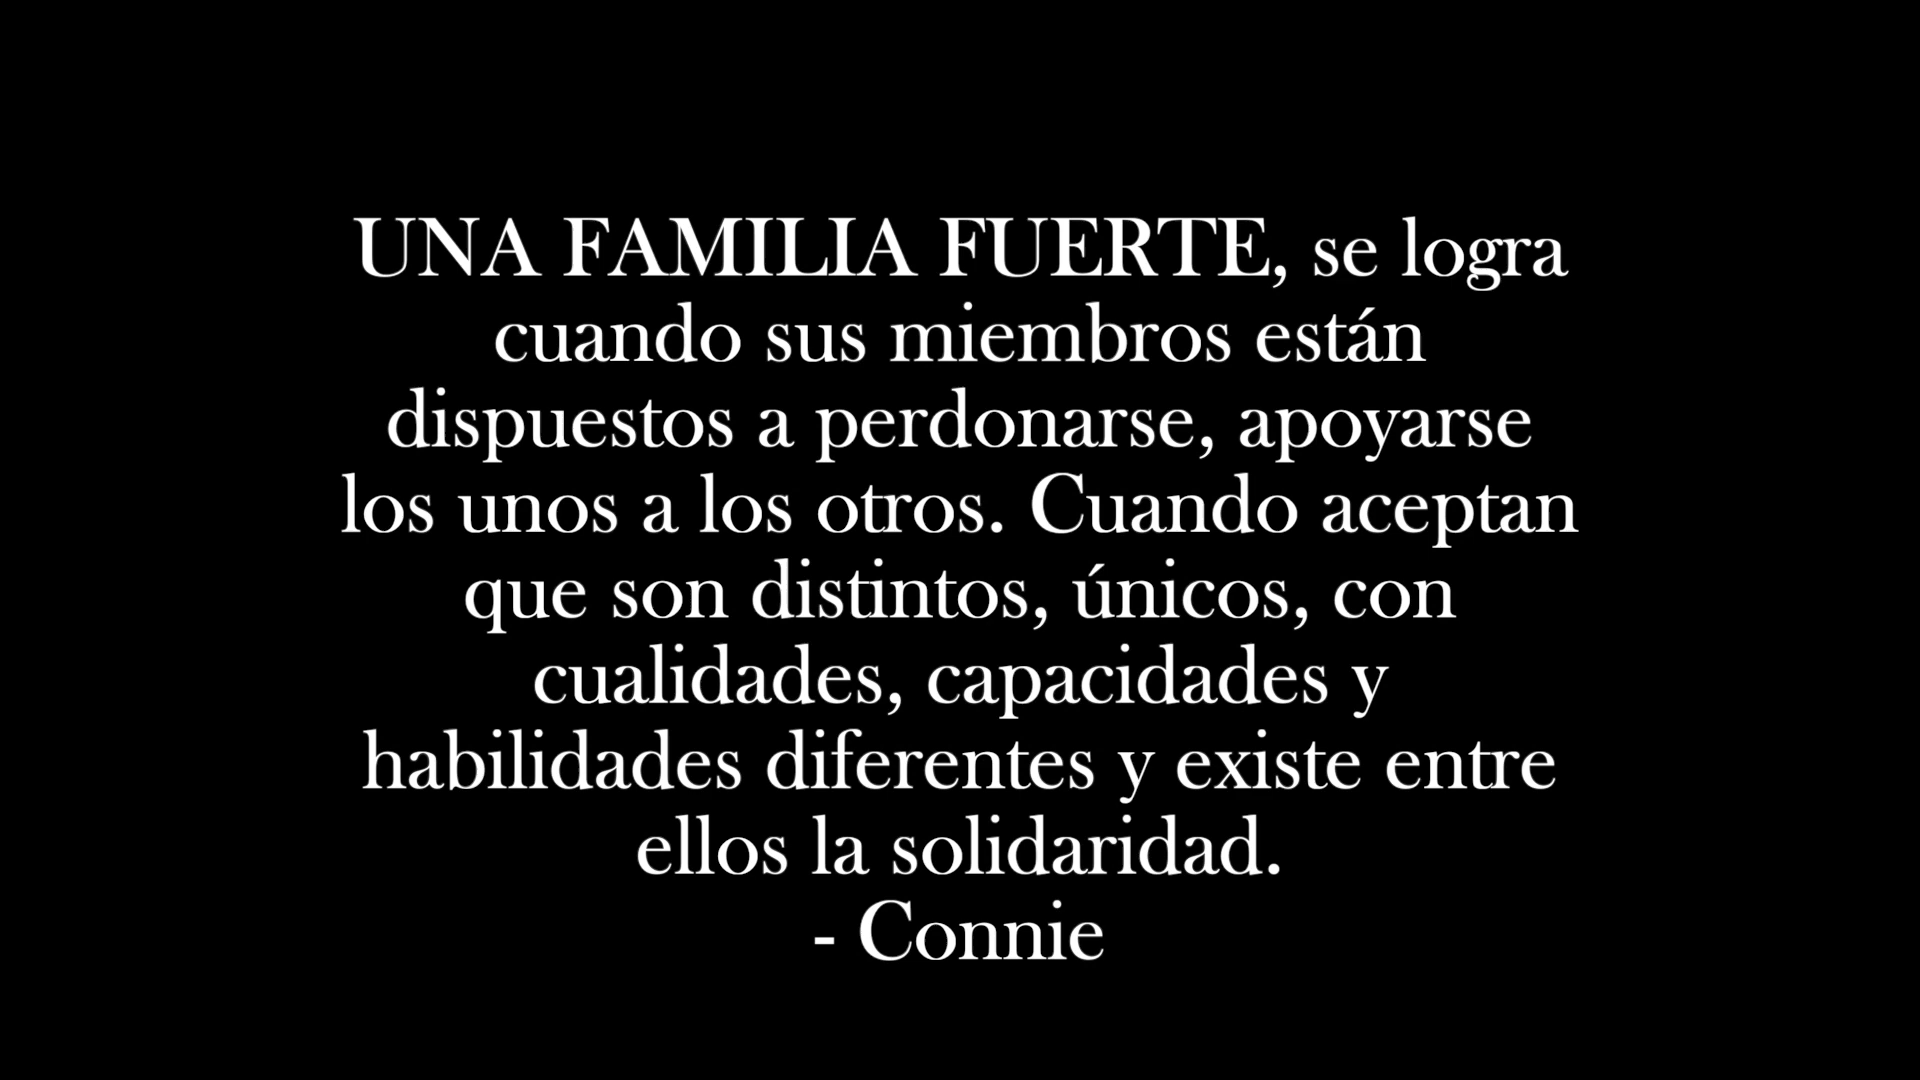 UNA FAMILIA FUERTE, se logra
cuando sus miembros están
dispuestos a perdonarse, apoyarse
los unos a los otros. Cuando aceptan
que son distintos, únicos, con
cualidades, capacidades y
habilidades diferentes y existe entre
ellos la solidaridad.
- Connie